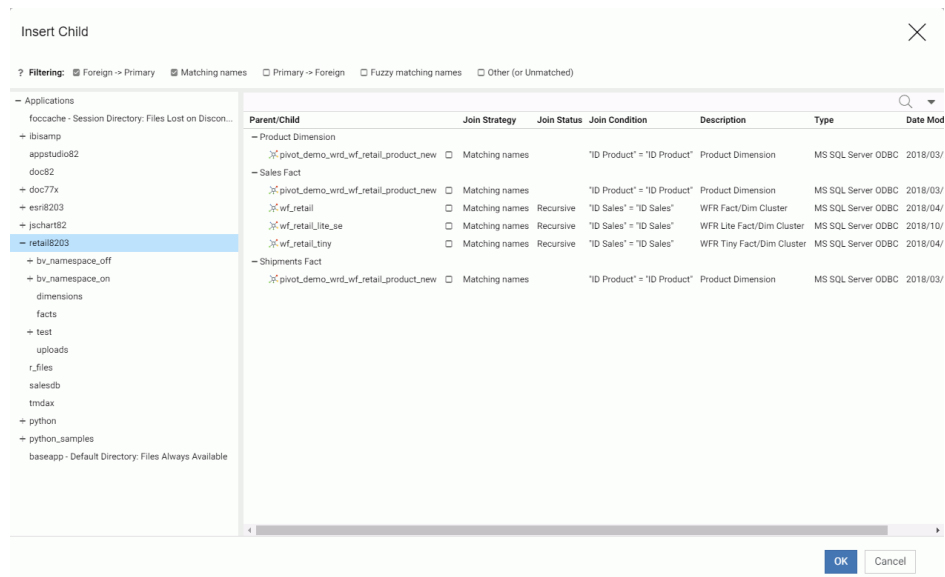 Insert Child
? Filtering: Foreign -> Primary Matching names Primary -> Foreign Fuzzy matching names Other (or Unmatched)
Applications
foccache - Session Directory: Files Lost on Discon...
ibisamp
appstudio82
doc82
doc77x
esri8203
jschart82
retail8203
bv_namespace_off
bv_namespace_on
dimensions
facts
test
uploads
r_files
salesdb
tmdax
python
python_samples
baseapp - Default Directory: Files Always Available
Parent/Child Join Strategy Join Status Join Condition Description Type Date Mod
Product Dimension
pivot_demo_wrd_wf_retail_product_new Matching names "ID Product" = "ID Product" Product Dimension MS SQL Server ODBC 2018/03/
Sales Fact
pivot_demo_wrd_wf_retail_product_new Matching names "ID Product" = "ID Product" Product Dimension MS SQL Server ODBC 2018/03/
wf_retail Matching names Recursive "ID Sales" = "ID Sales" WFR Fact/Dim Cluster MS SQL Server ODBC 2018/04/
wf_retail_lite_se Matching names Recursive "ID Sales" = "ID Sales" WFR Lite Fact/Dim Cluster MS SQL Server ODBC 2018/10/
wf_retail_tiny Matching names Recursive "ID Sales" = "ID Sales" WFR Tiny Fact/Dim Cluster MS SQL Server ODBC 2018/04/
Shipments Fact
pivot_demo_wrd_wf_retail_product_new Matching names "ID Product" = "ID Product" Product Dimension MS SQL Server ODBC 2018/03/
OK Cancel